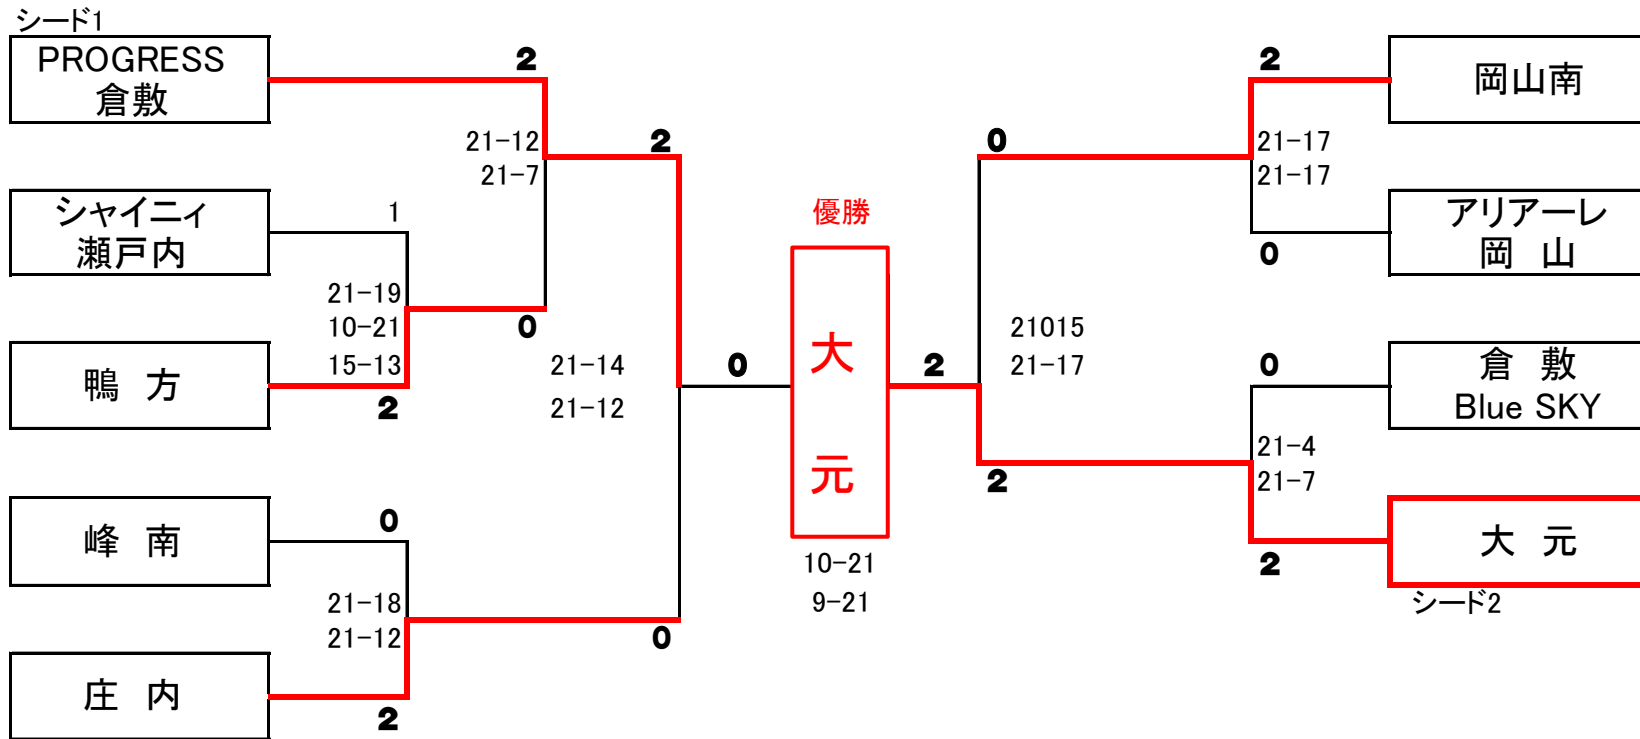 シード1
PROGRESS
倉敷
2
21-12
21-7
2
シャイニィ
瀬戸内
1
21-19
10-21
15-13
0
鴨 方
2
21-14
21-12
0
峰 南
0
21-18
21-12
0
庄 内
2
優勝
大
元
10-21
9-21
2
岡山南
2
0
21-17
21-17
アリアーレ
岡 山
0
21015
21-17
倉 敷
Blue SKY
0
21-4
21-7
2
大 元
2
シード2